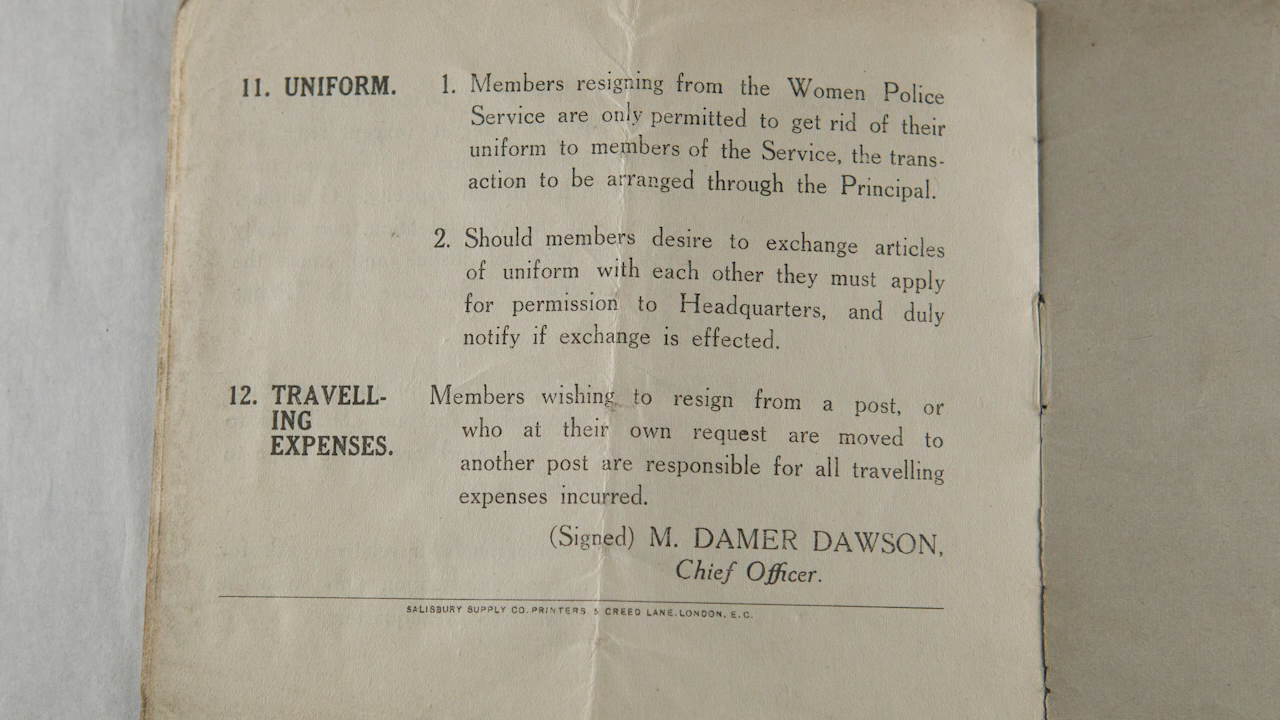 11. UNIFORM. 1. Members resigning from the Women Police
Service are only permitted to get rid of their
uniform to members of the Service, the trans-
action to be arranged through the Principal.
2. Should members desire to exchange articles
of uniform with each other they must apply
for permission to Headquarters, and duly
notify if exchange is effected.
12. TRAVELL- Members wishing to resign from a post, or
ING who at their own request are moved to
EXPENSES. another post are responsible for all travelling
expenses incurred.
(Signed) M. DAMER DAWSON,
Chief Officer.
SALISBURY SUPPLY CO. PRINTERS. 5 CREED LANE. LONDON, E.C.